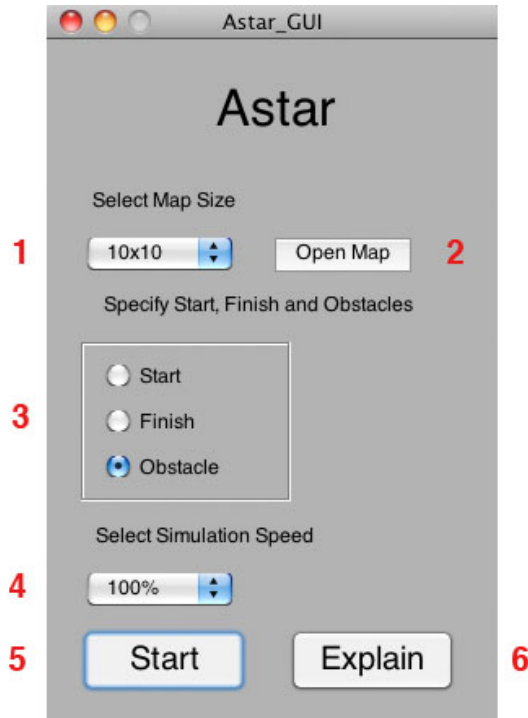 Astar_GUI
Astar
Select Map Size
1 10x10 Open Map 2
Specify Start, Finish and Obstacles
Start
3 Finish
Obstacle
Select Simulation Speed
4 100%
5 Start Explain 6